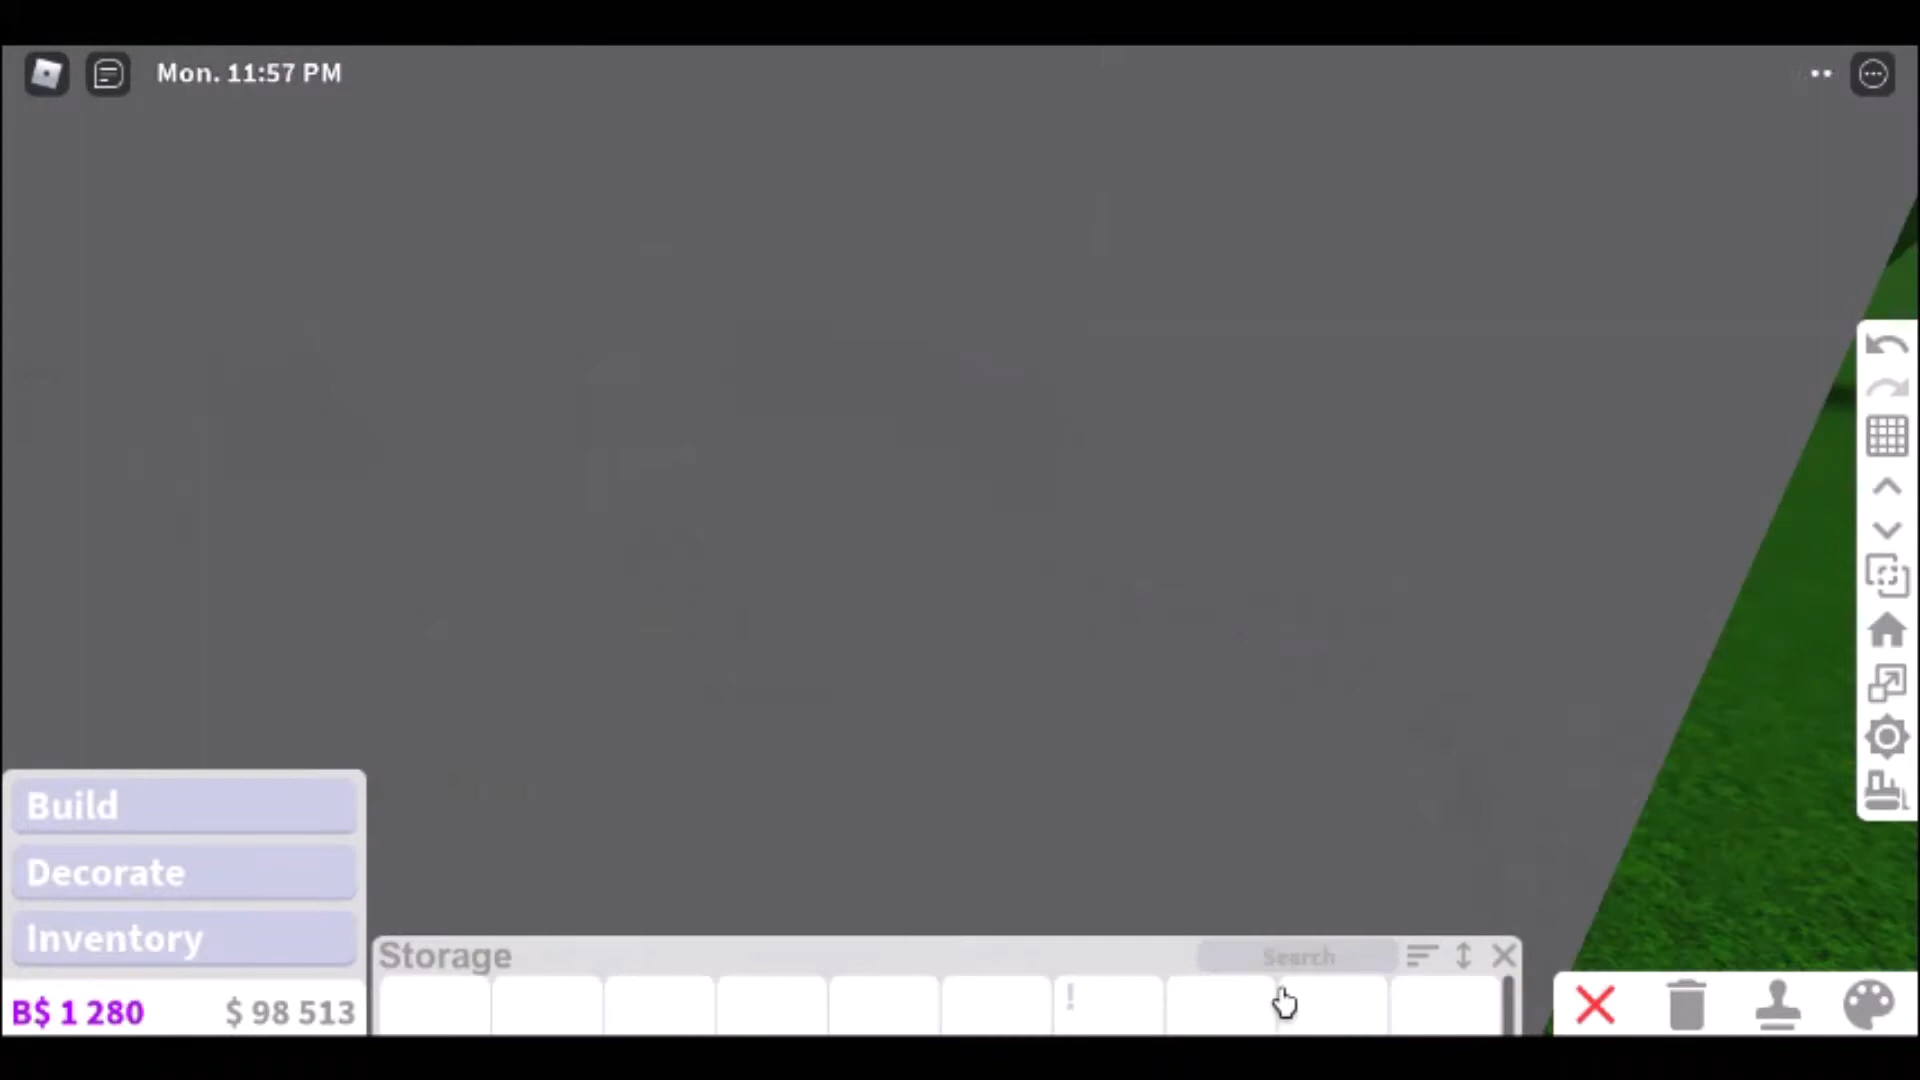 Mon. 11:57 PM
Build
Decorate
Inventory
B$ 1 280
$ 98 513
Storage
Search
!